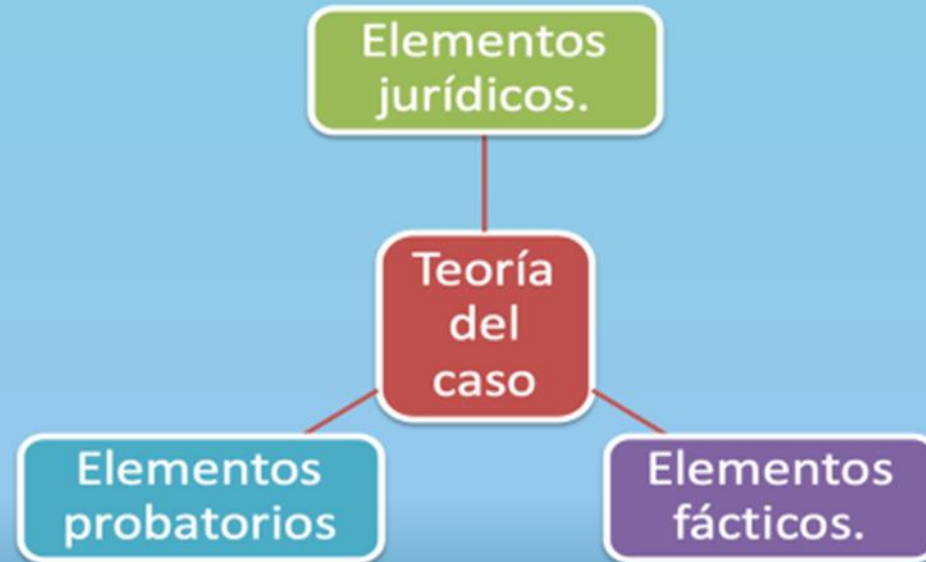 Elementos
jurídicos.
Teoría
del
caso
Elementos
probatorios
Elementos
fácticos.